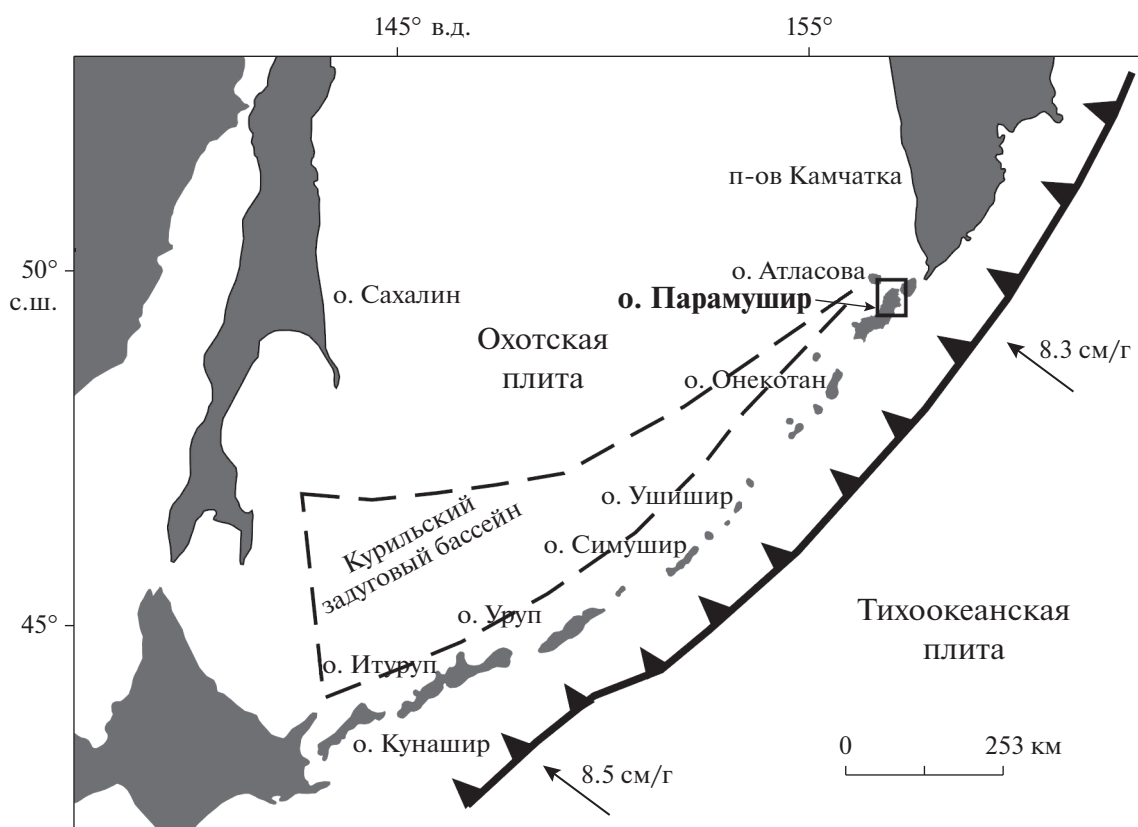 145° в.д.
155°
п-ов Камчатка
50°
с.ш.
о. Атласова
о. Сахалин
о. Парамушир
Охотская
плита
8.3 см/г
о. Онекотан
о. Ушишир
Курильский
задуговый бассейн
о. Симушир
о. Уруп
45°
Тихоокеанская
плита
о. Итуруп
о. Кунашир
0
253 км
8.5 см/г